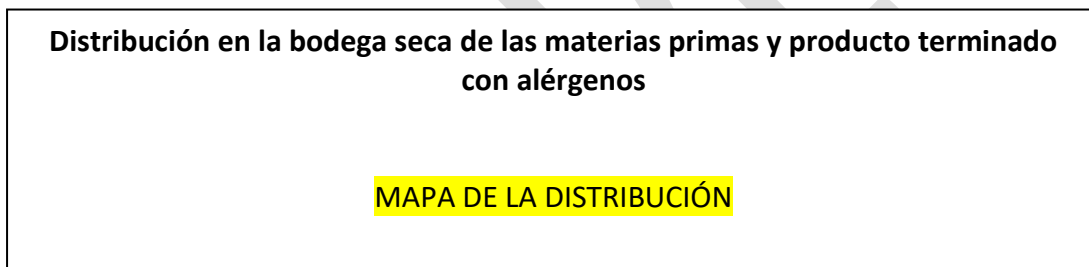 Distribución en la bodega seca de las materias primas y producto terminado
con alérgenos
MAPA DE LA DISTRIBUCIÓN